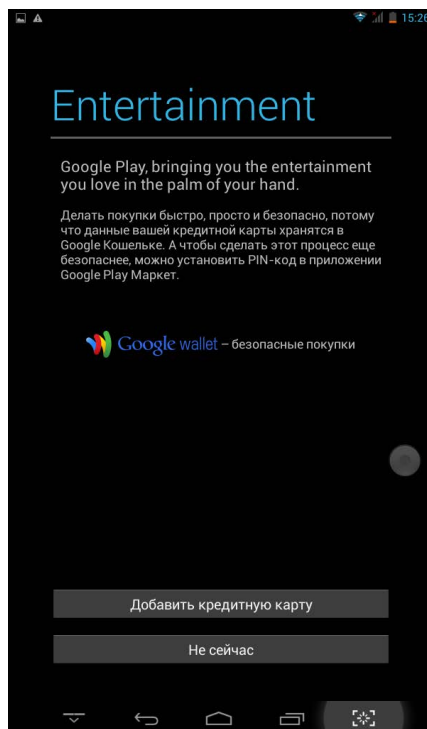 15:26
Entertainment
Google Play, bringing you the entertainment
you love in the palm of your hand.
Делать покупки быстро, просто и безопасно, потому
что данные вашей кредитной карты хранятся в
Google Кошельке. А чтобы сделать этот процесс еще
безопаснее, можно установить PIN-код в приложении
Google Play Маркет.
Google wallet – безопасные покупки
Добавить кредитную карту
Не сейчас